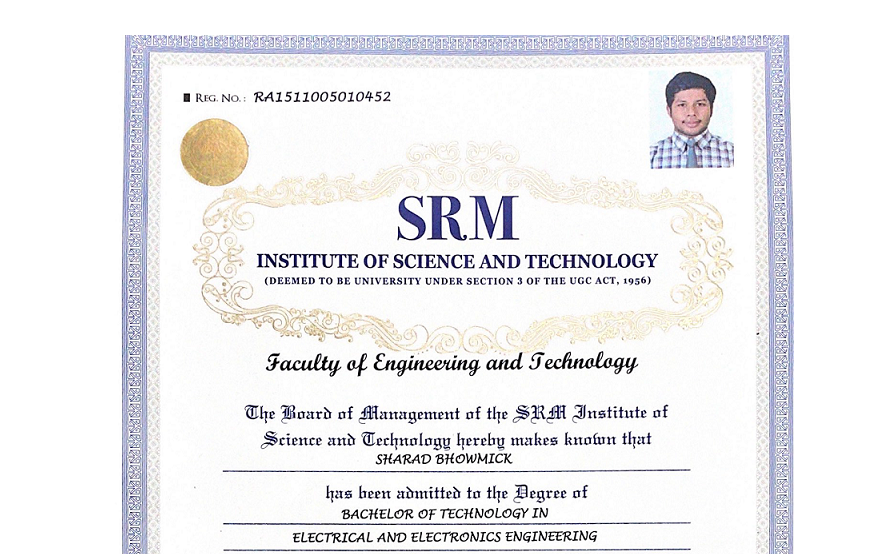 REG. NO.: RA1511005010452
SRM
INSTITUTE OF SCIENCE AND TECHNOLOGY
(DEEMED TO BE UNIVERSITY UNDER SECTION 3 OF THE UGC ACT, 1956)
Faculty of Engineering and Technology
The Board of Management of the SRM Institute of
Science and Technology hereby makes known that
SHARAD BHOWMICK
has been admitted to the Degree of
BACHELOR OF TECHNOLOGY IN
ELECTRICAL AND ELECTRONICS ENGINEERING